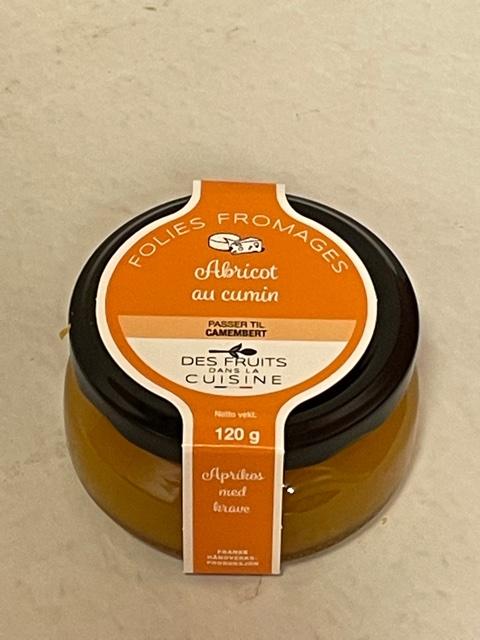 FOLIES FROMAGES
Abricot
au cumin
PASSER TIL
CAMEMBERT
DES FRUITS
DANS LA
CUISINE
Netto vekt.
120 g
Aprikos
med
krave
FRANSK
HÅNDVERKS-
PRODUKSJON